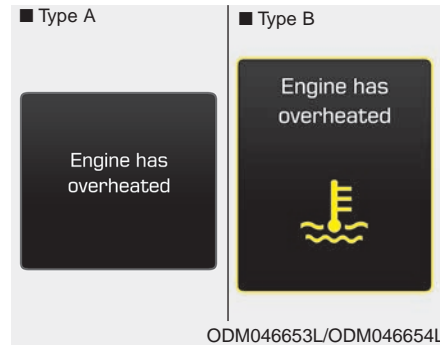 ■ Type A
Engine has
overheated
■ Type B
Engine has
overheated
ODM046653L/ODM046654L